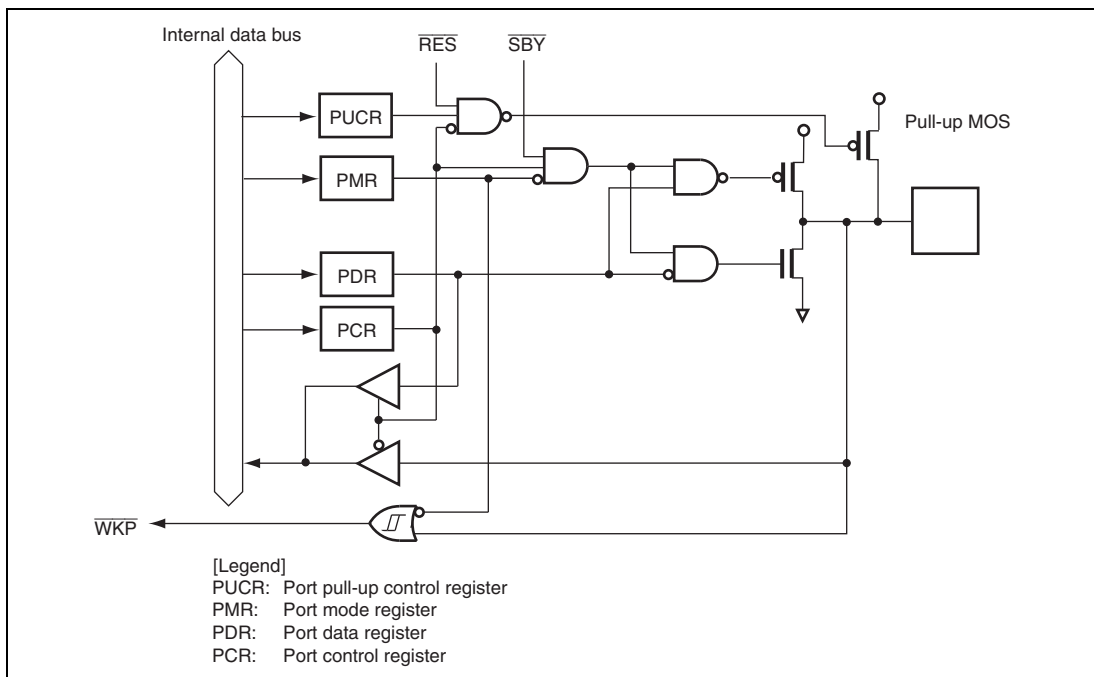 Internal data bus
RES
SBY
PUCR
Pull-up MOS
PMR
PDR
PCR
WKP
[Legend]
PUCR: Port pull-up control register
PMR: Port mode register
PDR: Port data register
PCR: Port control register